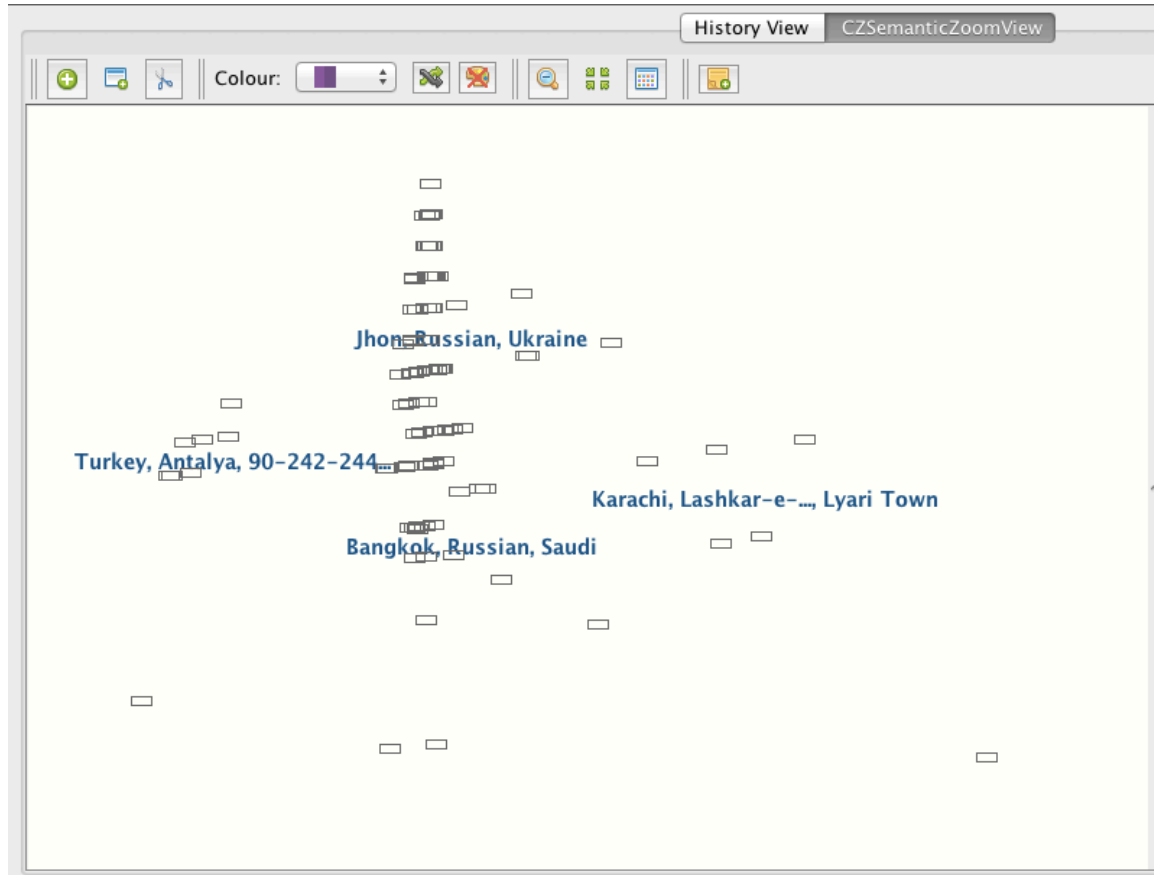 History View CZSemanticZoomView
Colour:
Jhon, Russian, Ukraine
Turkey, Antalya, 90-242-244...
Karachi, Lashkar-e-..., Lyari Town
Bangkok, Russian, Saudi